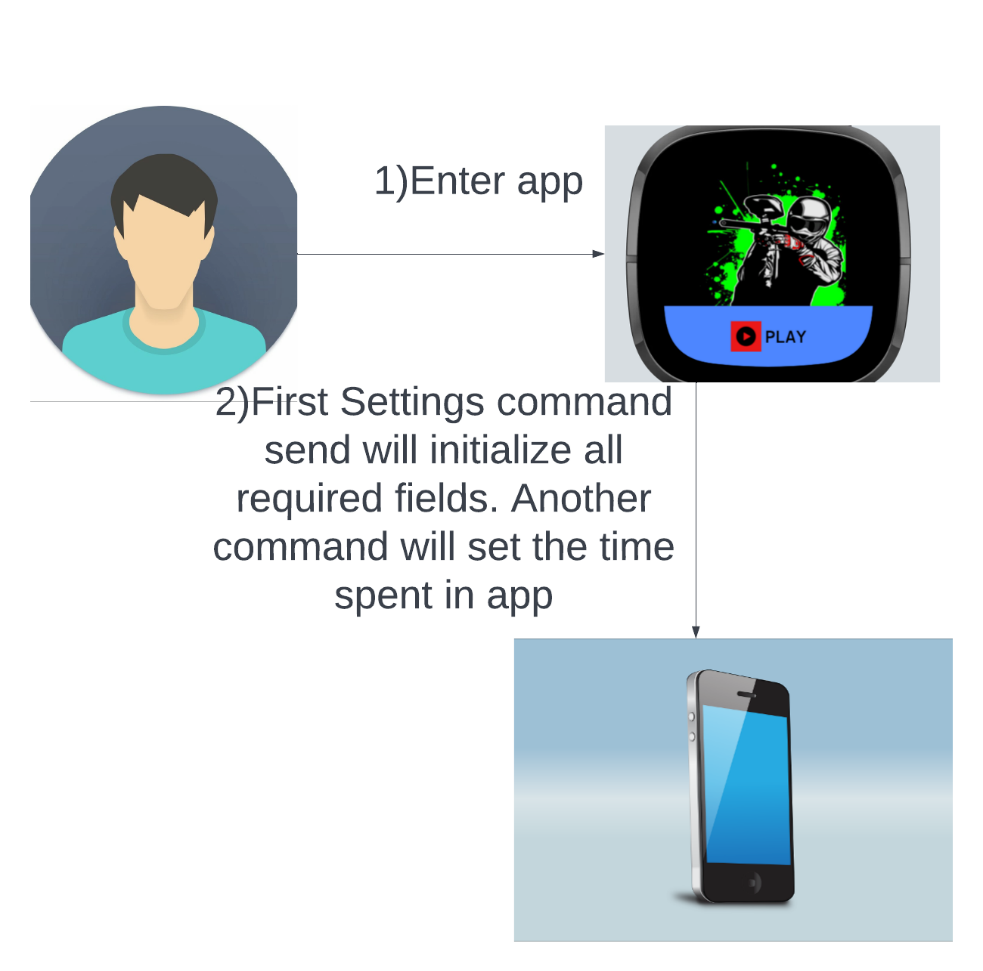 1)Enter app
PLAY
2)First Settings command
send will initialize all
required fields. Another
command will set the time
spent in app